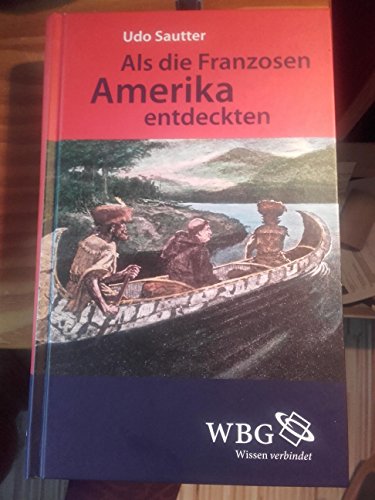 Udo Sautter
Als die Franzosen
Amerika
entdeckten
WBG
Wissen verbindet